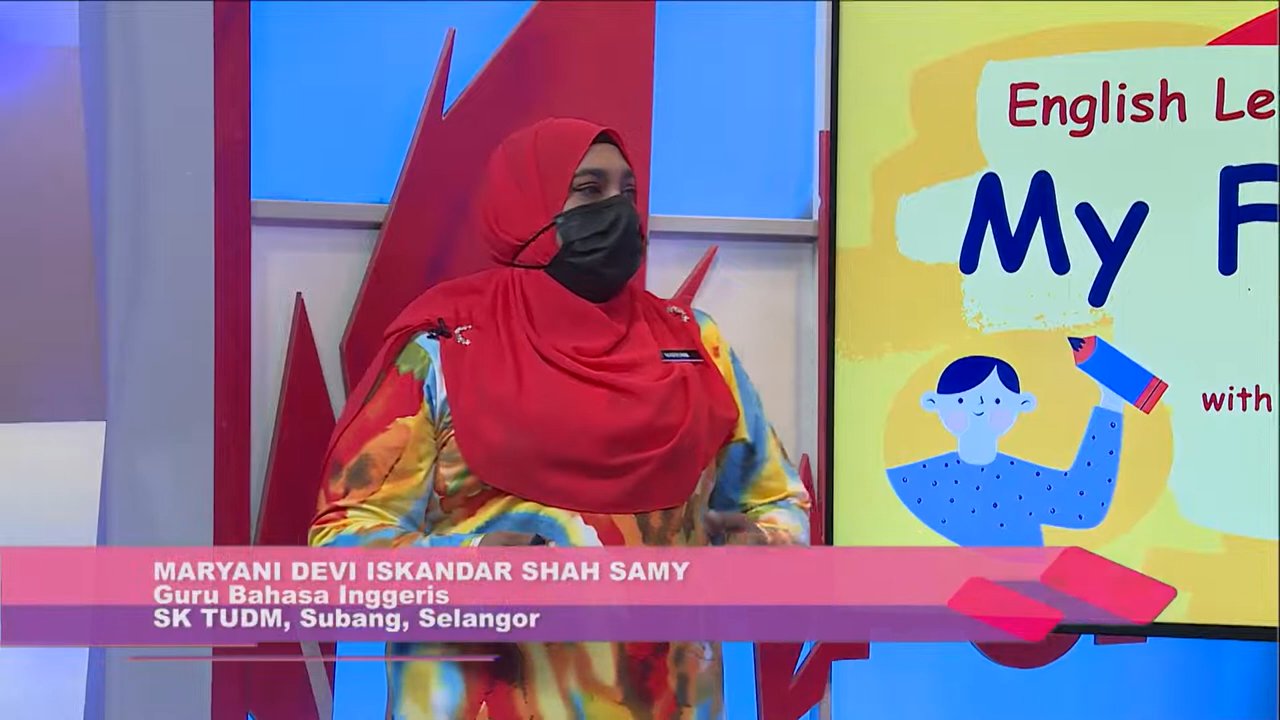 English Le
My F
with
MARYANI DEVI ISKANDAR SHAH SAMY
Guru Bahasa Inggeris
SK TUDM, Subang, Selangor